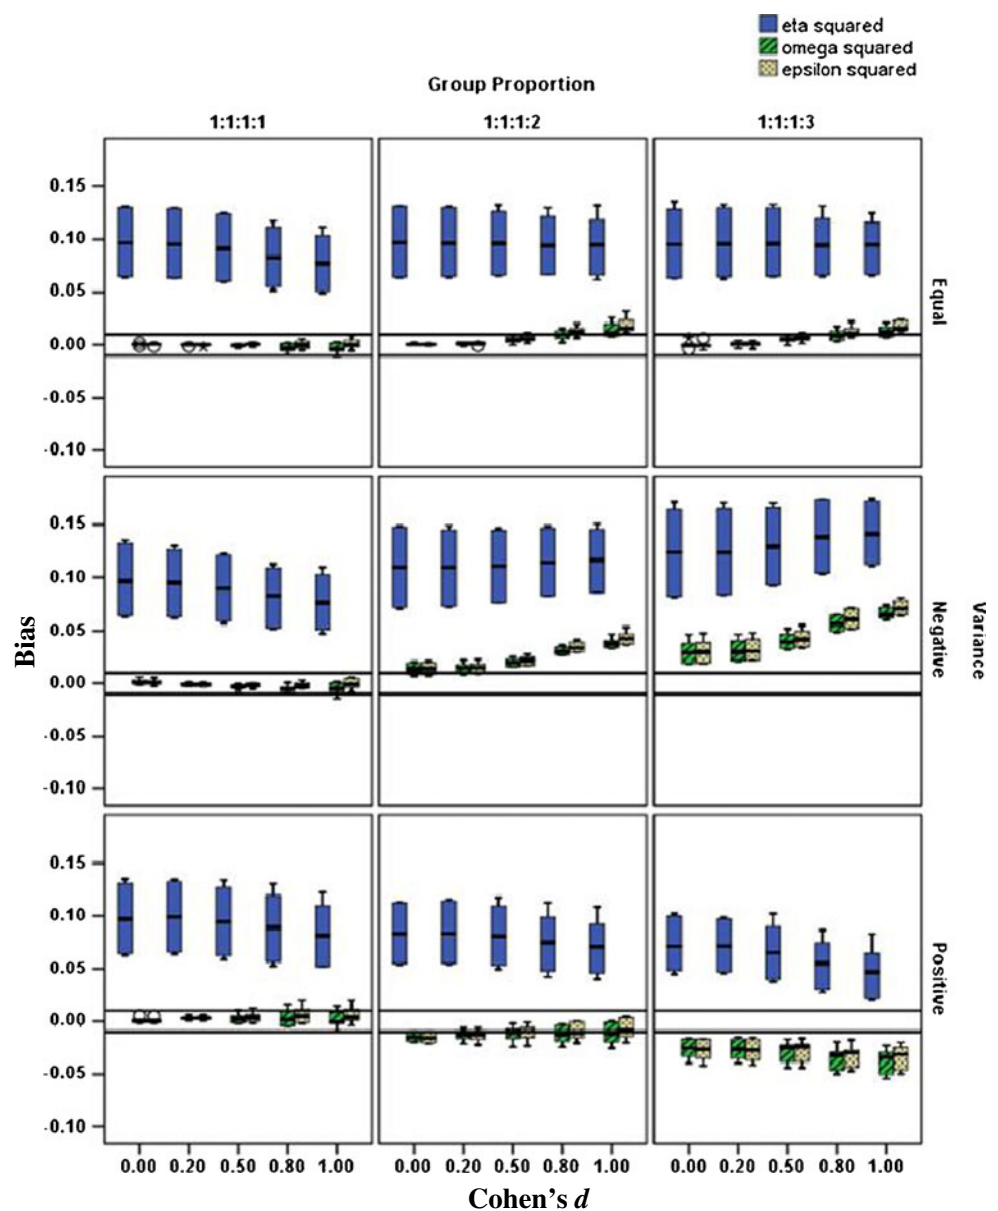 eta squared
omega squared
epsilon squared
Group Proportion
1:1:1:1 1:1:1:2 1:1:1:3
0.15
0.10
0.05
0.00
-0.05
-0.10
Equal
0.15
0.10
0.05
0.00
-0.05
-0.10
Negative
Variance
Bias
0.15
0.10
0.05
0.00
-0.05
-0.10
Positive
0.00 0.20 0.50 0.80 1.00 0.00 0.20 0.50 0.80 1.00 0.00 0.20 0.50 0.80 1.00
Cohen's d